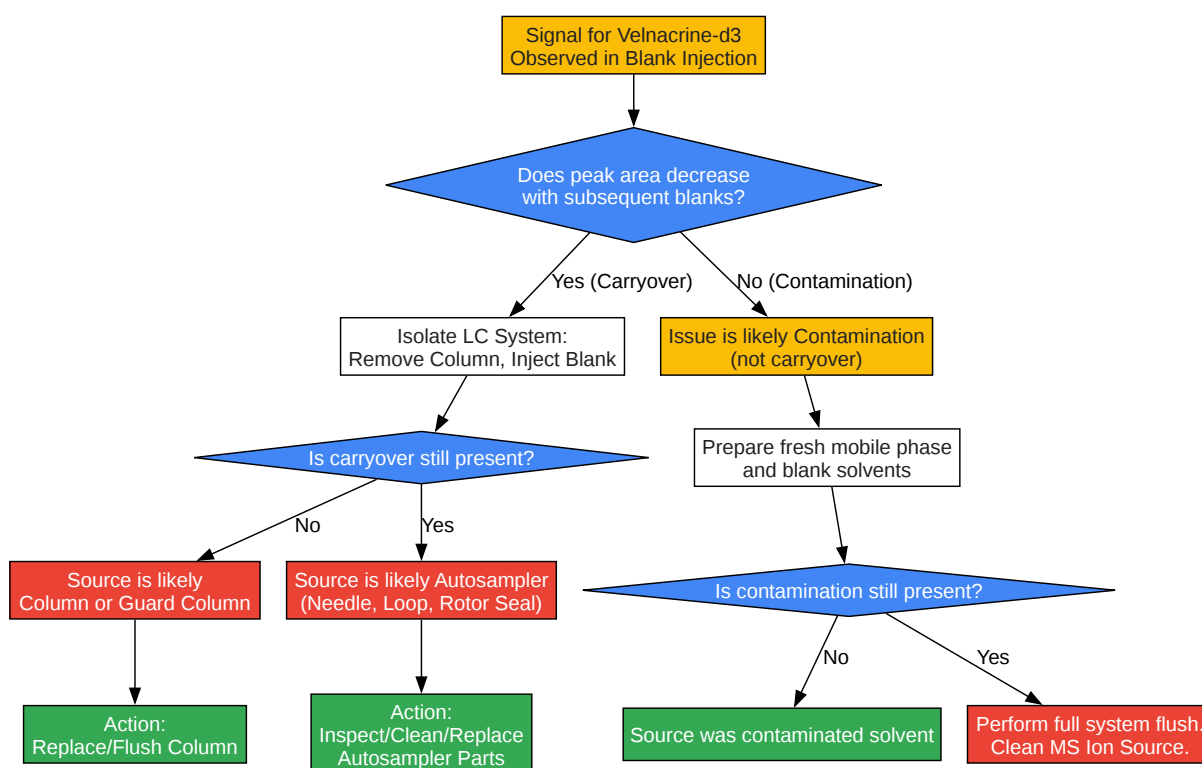 Signal for Velnacrine-d3
Observed in Blank Injection
Does peak area decrease
with subsequent blanks?
Yes (Carryover)
No (Contamination)
Isolate LC System:
Remove Column, Inject Blank
Issue is likely Contamination
(not carryover)
Is carryover still present?
Prepare fresh mobile phase
and blank solvents
No
Yes
Source is likely
Column or Guard Column
Source is likely Autosampler
(Needle, Loop, Rotor Seal)
Is contamination still present?
No
Yes
Action:
Replace/Flush Column
Action:
Inspect/Clean/Replace
Autosampler Parts
Source was contaminated solvent
Perform full system flush.
Clean MS Ion Source.